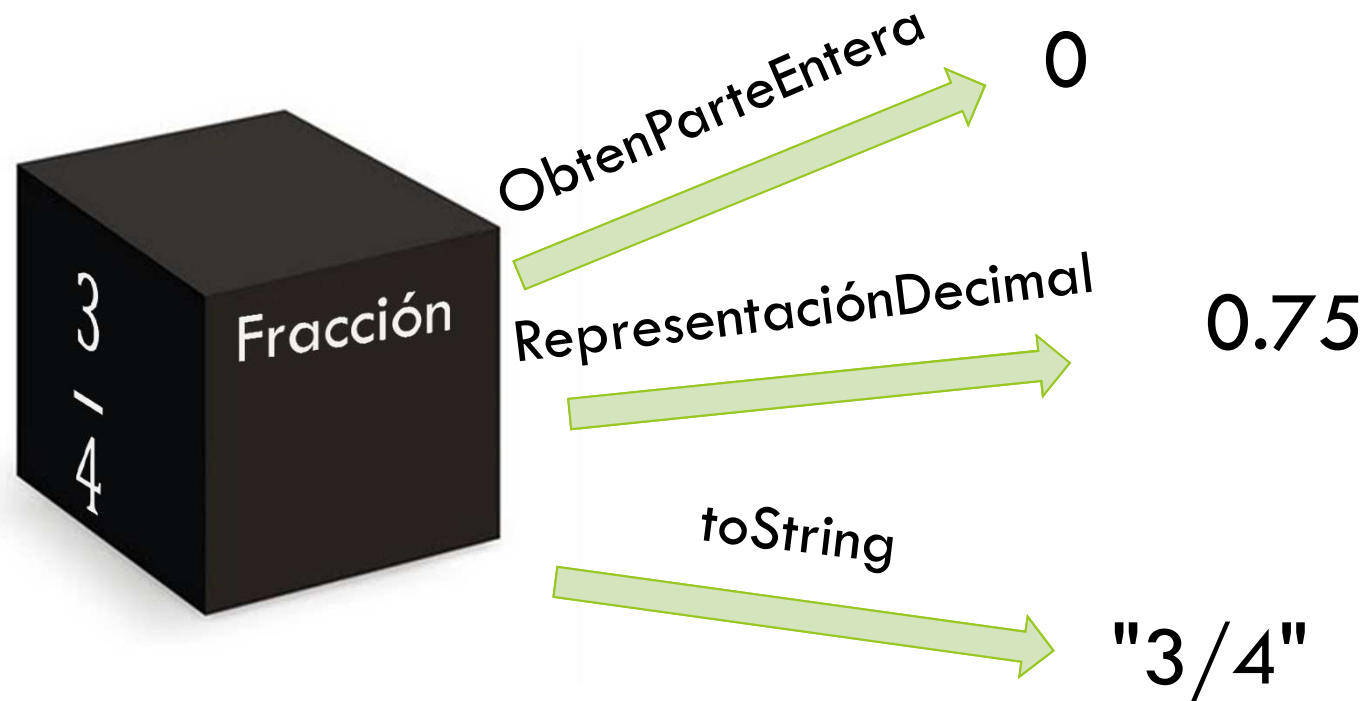 ObtenParteEntera
0
3
–
4
Fracción
RepresentaciónDecimal
0.75
toString
"3/4"